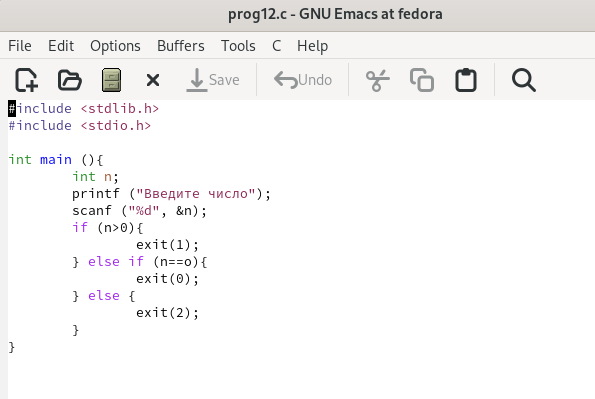 prog12.c - GNU Emacs at fedora
File Edit Options Buffers Tools C Help
Save Undo
#include <stdlib.h>
#include <stdio.h>
int main (){
int n;
printf ("Введите число");
scanf ("%d", &n);
if (n>0){
exit(1);
} else if (n==o){
exit(0);
} else {
exit(2);
}
}